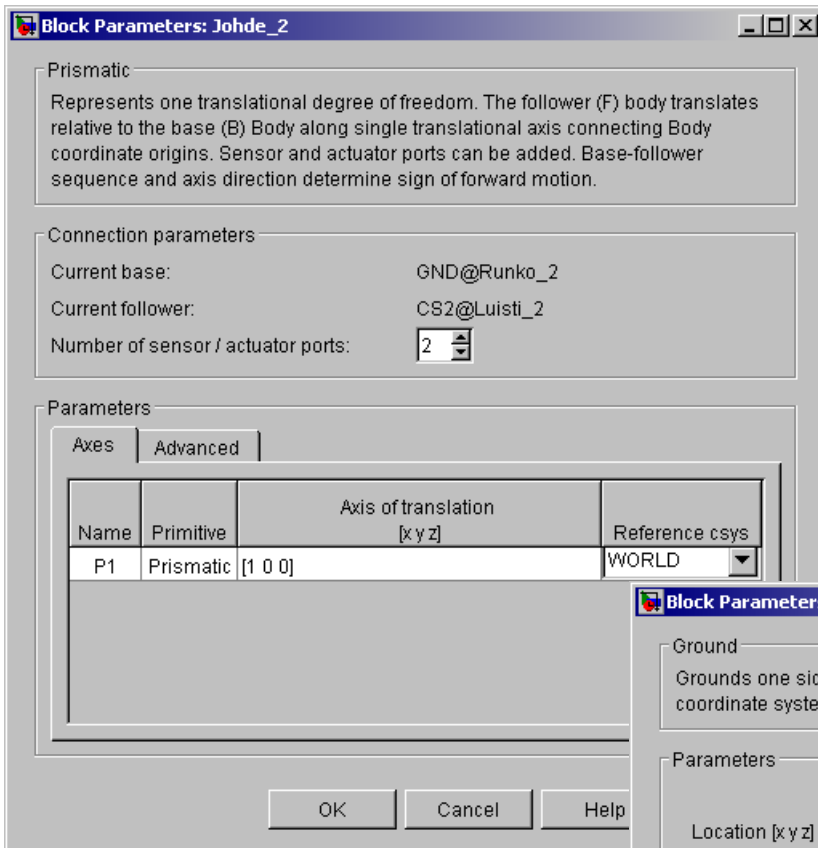 Block Parameters: Johde_2
Prismatic
Represents one translational degree of freedom. The follower (F) body translates
relative to the base (B) Body along single translational axis connecting Body
coordinate origins. Sensor and actuator ports can be added. Base-follower
sequence and axis direction determine sign of forward motion.
Connection parameters
Current base: GND@Runko_2
Current follower: CS2@Luisti_2
Number of sensor / actuator ports: 2
Parameters
Axes Advanced
Name Primitive Axis of translation [x y z] Reference csys
P1 Prismatic [1 0 0] WORLD
OK Cancel Help
Block Parameter
Ground
Grounds one sid
coordinate syste
Parameters
Location [x y z]